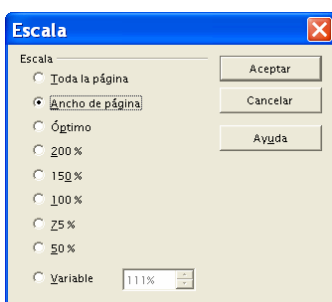 Escala
Escala
Toda la página
Ancho de página
Óptimo
200 %
150 %
100 %
75 %
50 %
Variable
111%
Aceptar
Cancelar
Ayuda